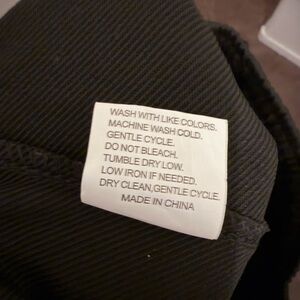 WASH WITH LIKE COLORS.
MACHINE WASH COLD.
GENTLE CYCLE.
DO NOT BLEACH.
TUMBLE DRY LOW.
LOW IRON IF NEEDED.
DRY CLEAN,GENTLE CYCLE.
MADE IN CHINA